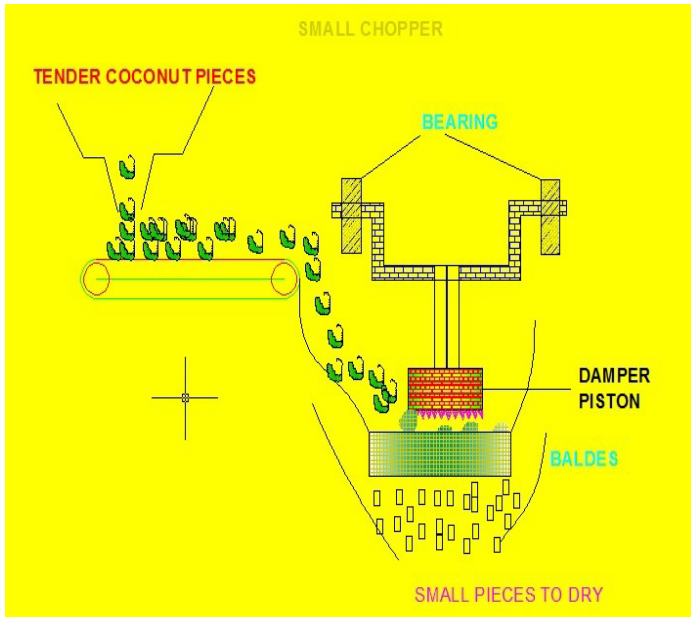 SMALL CHOPPER
TENDER COCONUT PIECES
BEARING
DAMPER
PISTON
BALDES
SMALL PIECES TO DRY